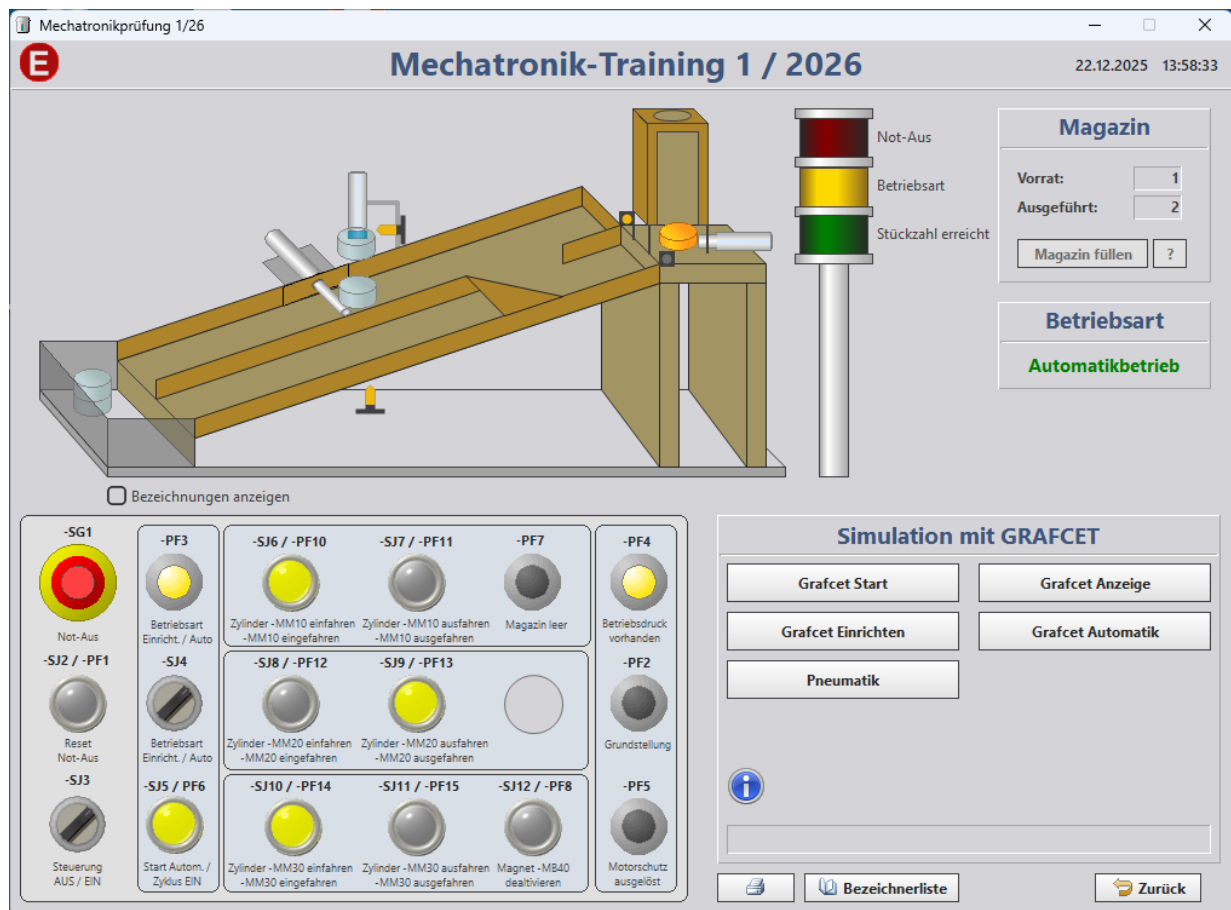 Mechatronikprüfung 1/26
E
Mechatronik-Training 1 / 2026
22.12.2025 13:58:33
Not-Aus
Betriebsart
Stückzahl erreicht
Magazin
Vorrat: 1
Ausgeführt: 2
Magazin füllen ?
Betriebsart
Automatikbetrieb
Bezeichnungen anzeigen
-SG1
Not-Aus
-SJ2 / -PF1
Reset
Not-Aus
-SJ3
Steuerung
AUS / EIN
-PF3
Betriebsart
Einricht. / Auto
-SJ4
Betriebsart
Einricht. / Auto
-SJ5 / PF6
Start Autom. /
Zyklus EIN
-SJ6 / -PF10
Zylinder -MM10 einfahren
-MM10 eingefahren
-SJ7 / -PF11
Zylinder -MM10 ausfahren
-MM10 ausgefahren
-PF7
Magazin leer
-SJ8 / -PF12
Zylinder -MM20 einfahren
-MM20 eingefahren
-SJ9 / -PF13
Zylinder -MM20 ausfahren
-MM20 ausgefahren
-SJ10 / -PF14
Zylinder -MM30 einfahren
-MM30 eingefahren
-SJ11 / -PF15
Zylinder -MM30 ausfahren
-MM30 ausgefahren
-SJ12 / -PF8
Magnet -MB40
dealtivieren
-PF4
Betriebsdruck
vorhanden
-PF2
Grundstellung
-PF5
Motorschutz
ausgelöst
Simulation mit GRAFCET
Grafcet Start
Grafcet Anzeige
Grafcet Einrichten
Grafcet Automatik
Pneumatik
i
Bezeichnerliste
Zurück